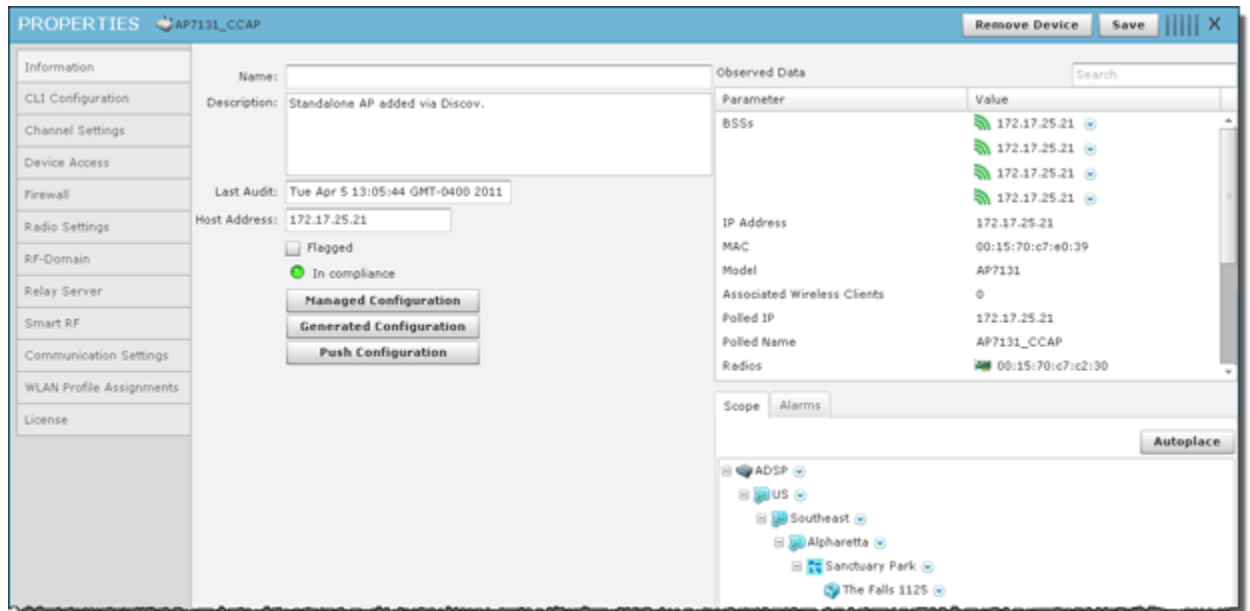 PROPERTIES AP7131_CCAP Remove Device Save X
Information
CLI Configuration
Channel Settings
Device Access
Firewall
Radio Settings
RF-Domain
Relay Server
Smart RF
Communication Settings
WLAN Profile Assignments
License
Name:
Description: Standalone AP added via Discov.
Last Audit: Tue Apr 5 13:05:44 GMT-0400 2011
Host Address: 172.17.25.21
Flagged
In compliance
Managed Configuration
Generated Configuration
Push Configuration
Observed Data Search
Parameter Value
BSSs 172.17.25.21
172.17.25.21
172.17.25.21
172.17.25.21
IP Address 172.17.25.21
MAC 00:15:70:c7:e0:39
Model AP7131
Associated Wireless Clients 0
Polled IP 172.17.25.21
Polled Name AP7131_CCAP
Radios 00:15:70:c7:c2:30
Scope Alarms
Autoplace
ADSP
US
Southeast
Alpharetta
Sanctuary Park
The Falls 1125